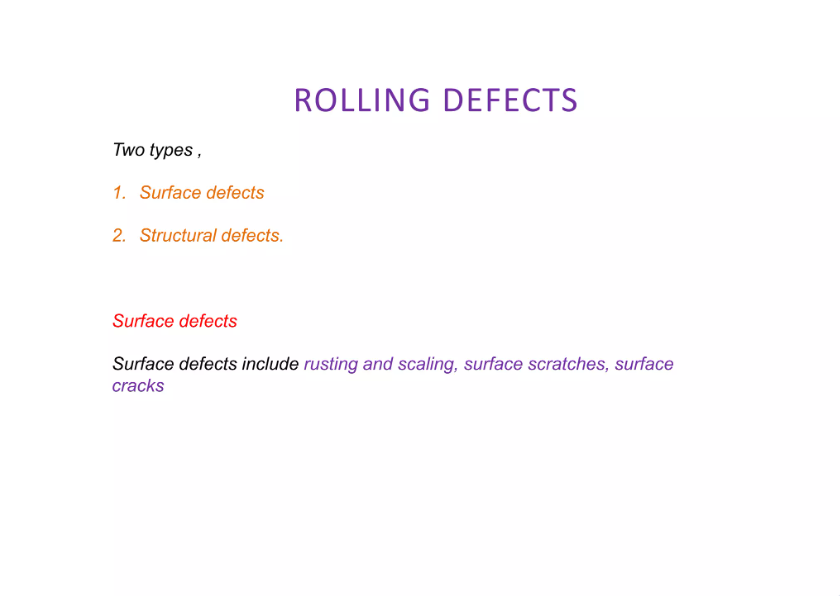 ROLLING DEFECTS
Two types ,
1. Surface defects
2. Structural defects.
Surface defects
Surface defects include rusting and scaling, surface scratches, surface
cracks